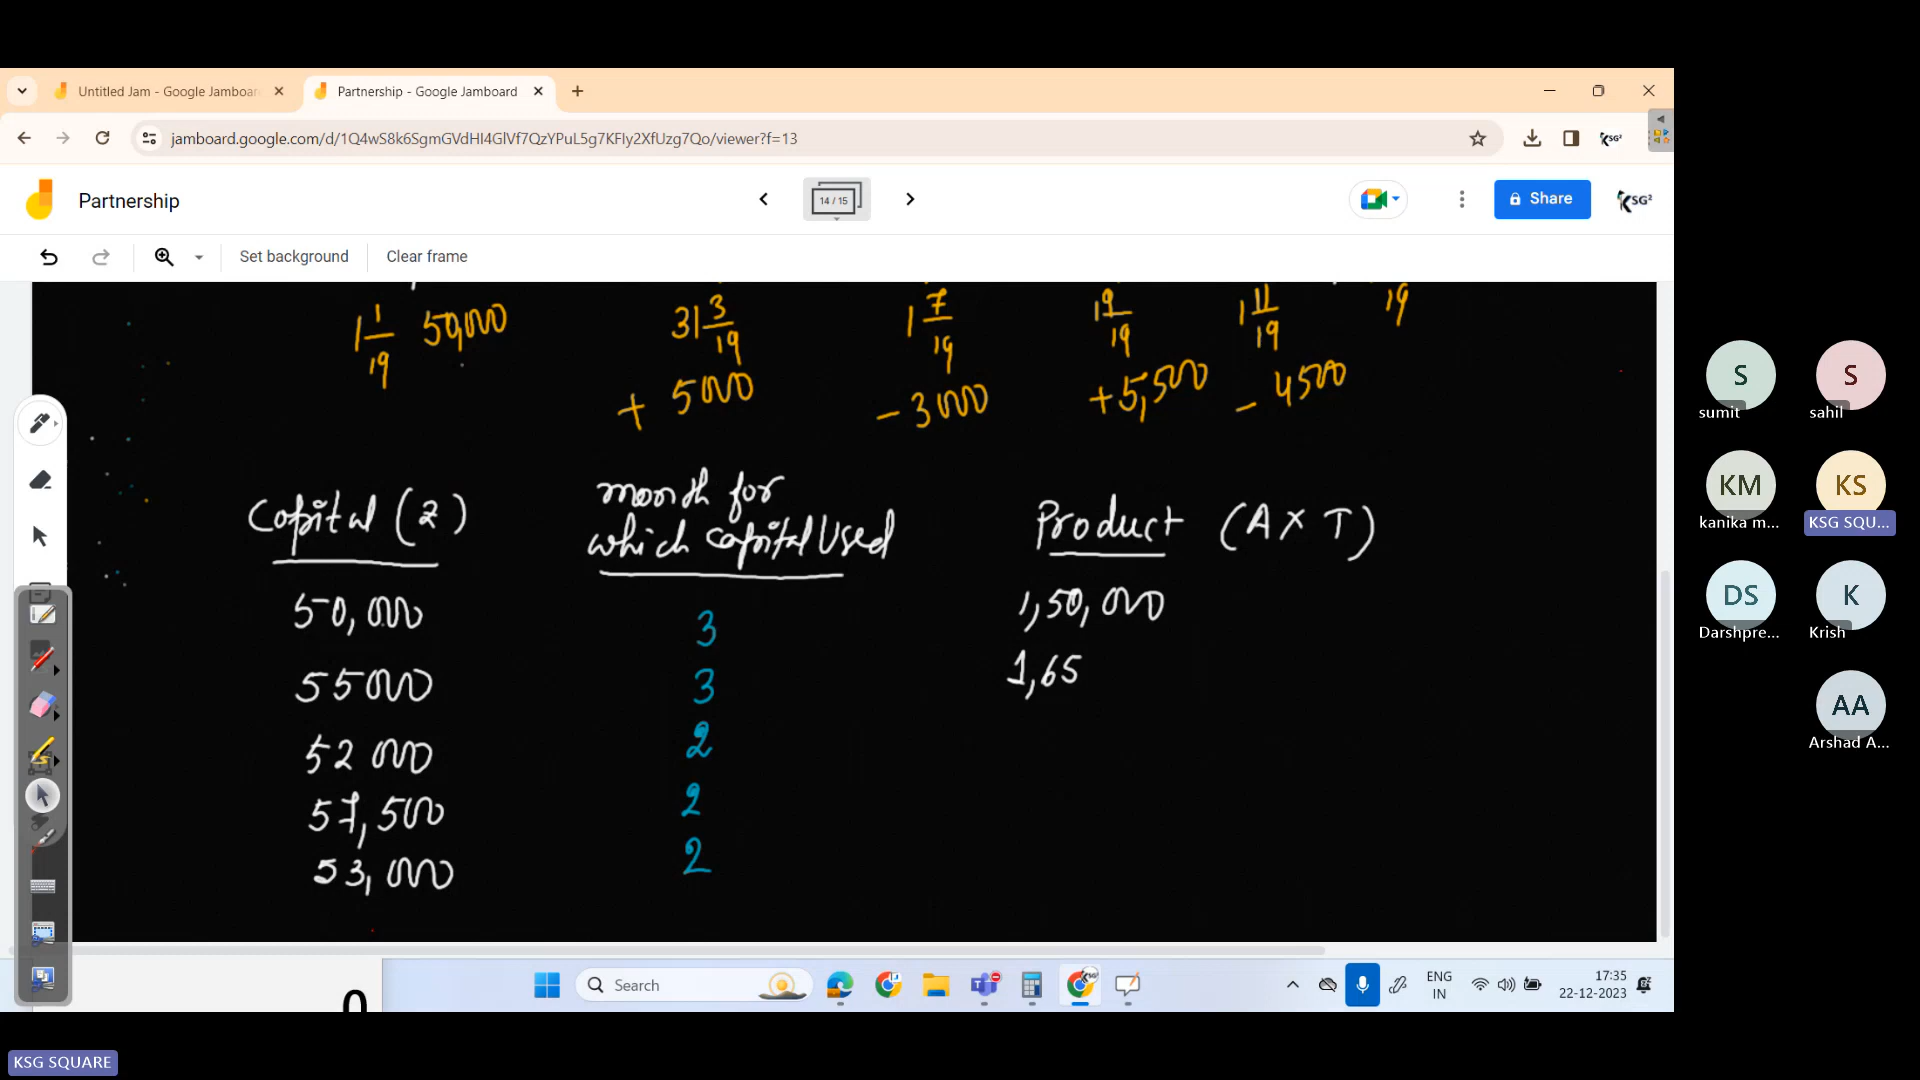 Untitled Jam - Google Jamboar
Partnership - Google Jamboard
jamboard.google.com/d/1Q4wS8k6SgmGVdHI4GlVf7QzYPuL5g7KFIy2XfUzg7Qo/viewer?f=13
Partnership
14 / 15
Share
KSG²
Set background
Clear frame
1 1/19 50,000
31 3/19
1 7/19
19/19
1 11/19
19
+ 5000
- 3000
+5,500
- 4500
Capital (₹)
month for
which capital Used
Product (A X T)
50,000 3 1,50,000
55000 3 1,65
52000 2
57,500 2
53,000 2
S
sumit
S
sahil
KM
kanika m...
KS
KSG SQU...
DS
Darshpre...
K
Krish
AA
Arshad A...
0
Search
ENG
IN
17:35
22-12-2023
KSG SQUARE